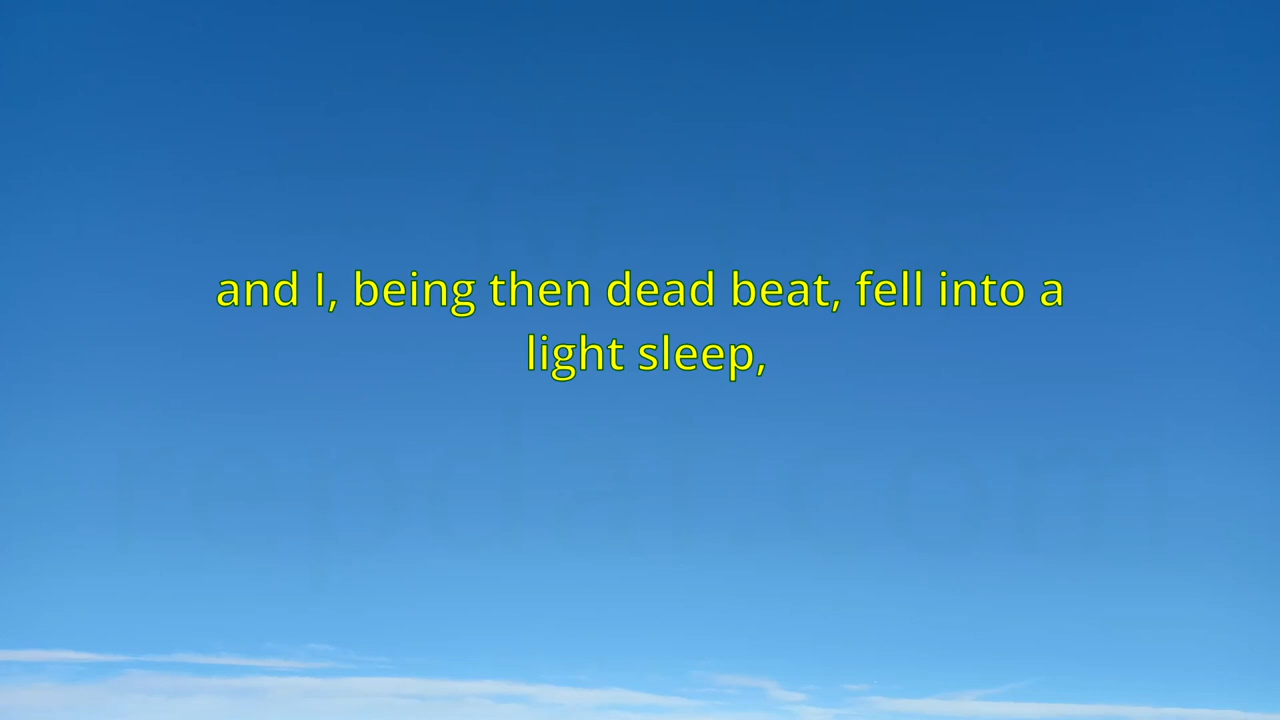 and I, being then dead beat, fell into a
light sleep,